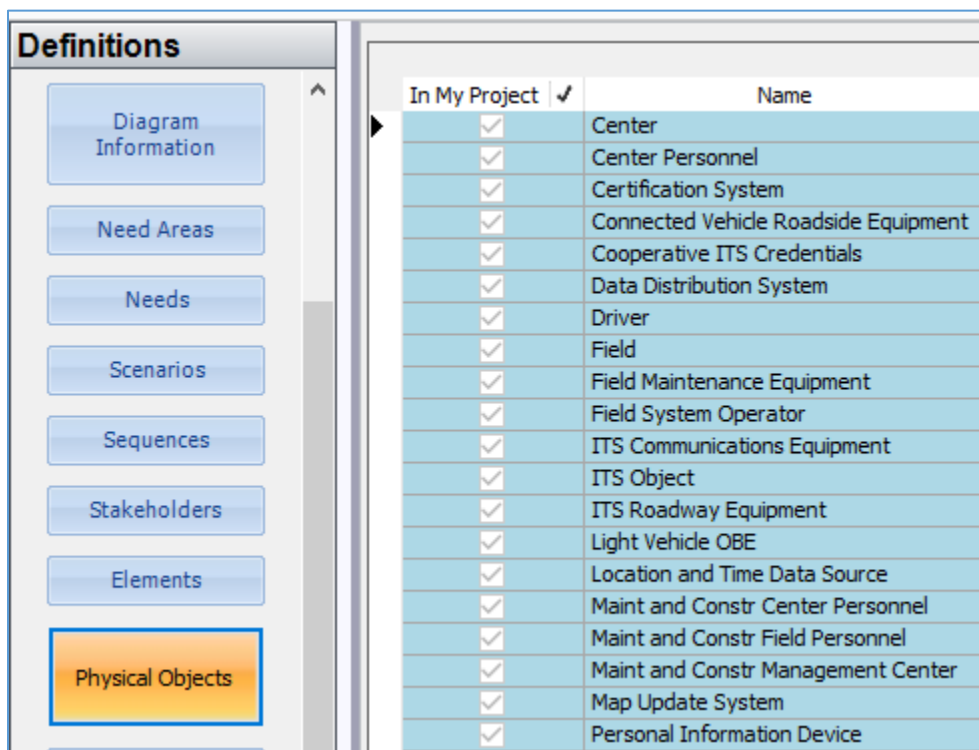 Definitions
Diagram
Information
Need Areas
Needs
Scenarios
Sequences
Stakeholders
Elements
Physical Objects
In My Project ✓ Name
Center
Center Personnel
Certification System
Connected Vehicle Roadside Equipment
Cooperative ITS Credentials
Data Distribution System
Driver
Field
Field Maintenance Equipment
Field System Operator
ITS Communications Equipment
ITS Object
ITS Roadway Equipment
Light Vehicle OBE
Location and Time Data Source
Maint and Constr Center Personnel
Maint and Constr Field Personnel
Maint and Constr Management Center
Map Update System
Personal Information Device